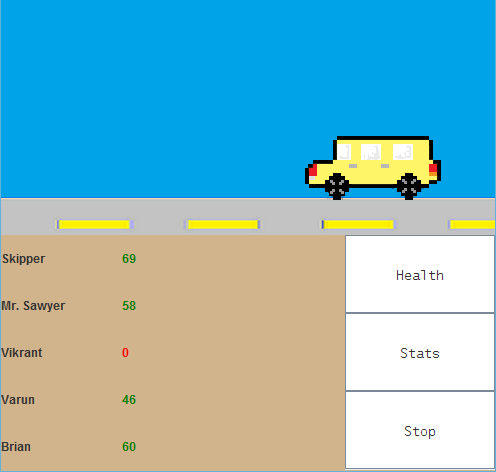 Skipper 69
Mr. Sawyer 58
Vikrant 0
Varun 46
Brian 60
Health
Stats
Stop